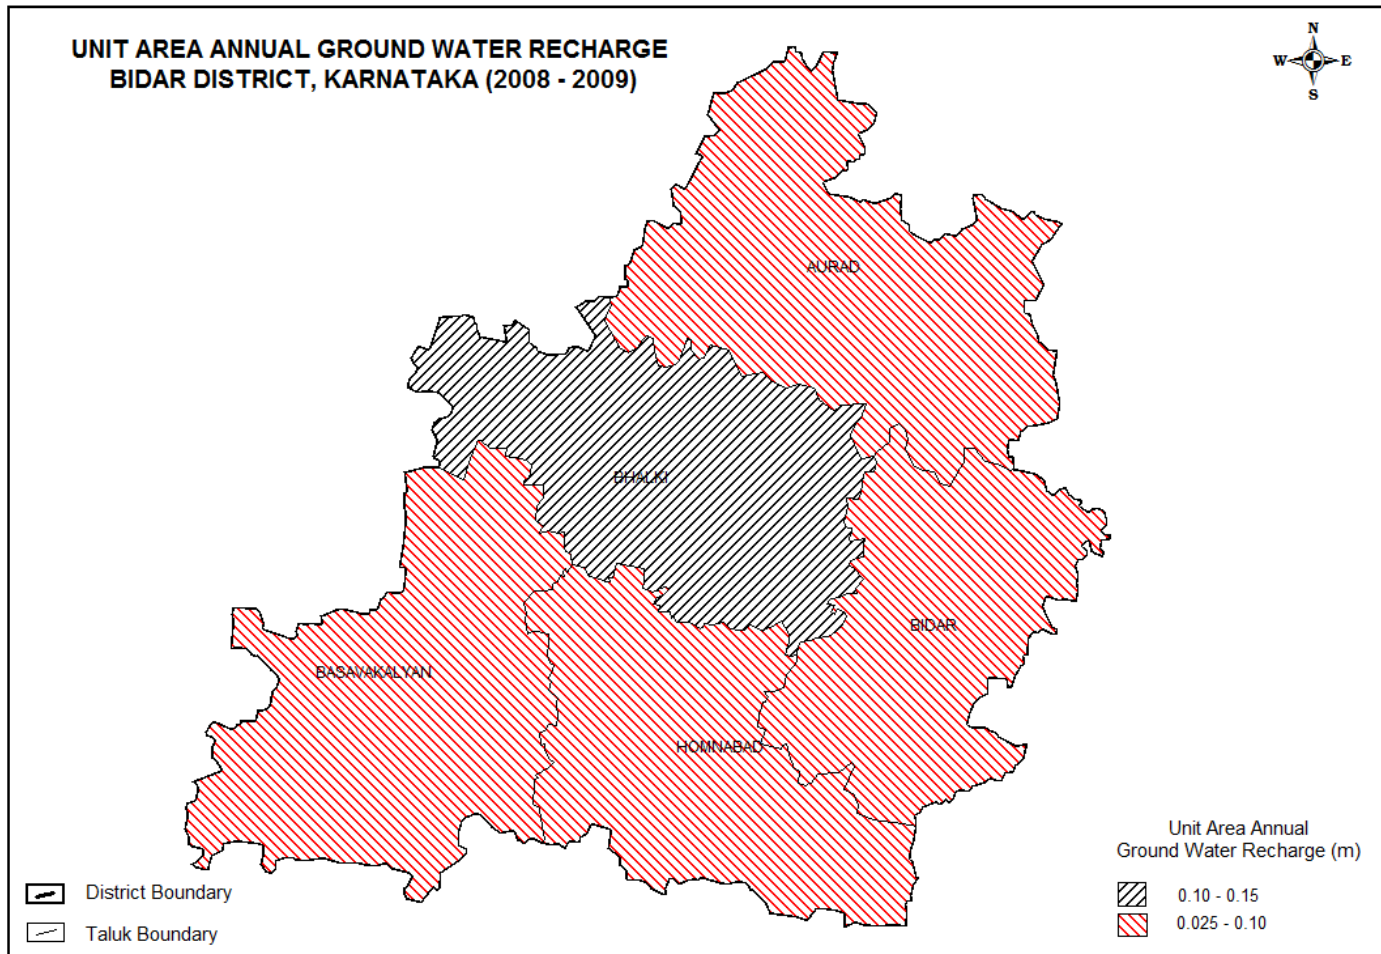 UNIT AREA ANNUAL GROUND WATER RECHARGE
BIDAR DISTRICT, KARNATAKA (2008 - 2009)
N
W E
S
AURAD
BHALKI
BIDAR
BASAVAKALYAN
HOMNABAD
Unit Area Annual
Ground Water Recharge (m)
0.10 - 0.15
0.025 - 0.10
District Boundary
Taluk Boundary